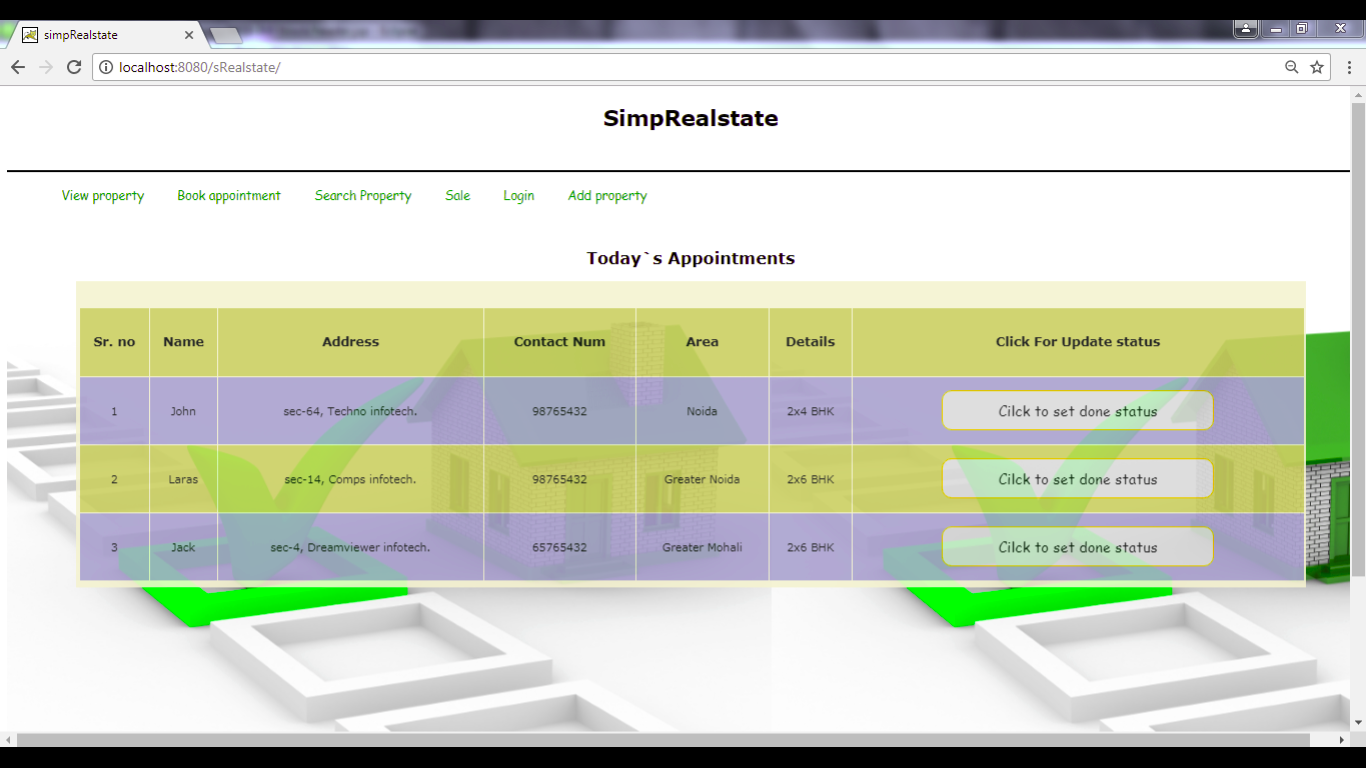 simpRealstate
localhost:8080/sRealstate/
SimpRealstate
View property Book appointment Search Property Sale Login Add property
Today`s Appointments
Sr. no Name Address Contact Num Area Details Click For Update status
1 John sec-64, Techno infotech. 98765432 Noida 2x4 BHK Cilck to set done status
2 Laras sec-14, Comps infotech. 98765432 Greater Noida 2x6 BHK Cilck to set done status
3 Jack sec-4, Dreamviewer infotech. 65765432 Greater Mohali 2x6 BHK Cilck to set done status